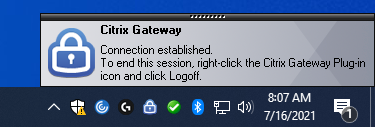 Citrix Gateway
Connection established.
To end this session, right-click the Citrix Gateway Plug-in
icon and click Logoff.
8:07 AM
7/16/2021
1